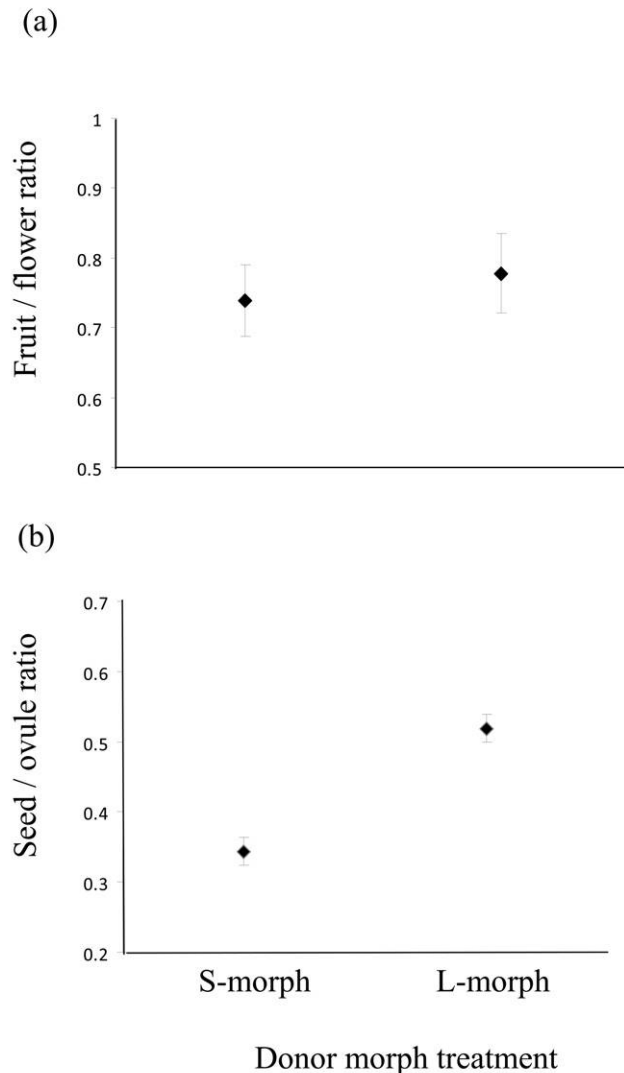 (a)
Fruit / flower ratio
1
0.9
0.8
0.7
0.6
0.5
(b)
Seed / ovule ratio
0.7
0.6
0.5
0.4
0.3
0.2
S-morph L-morph
Donor morph treatment